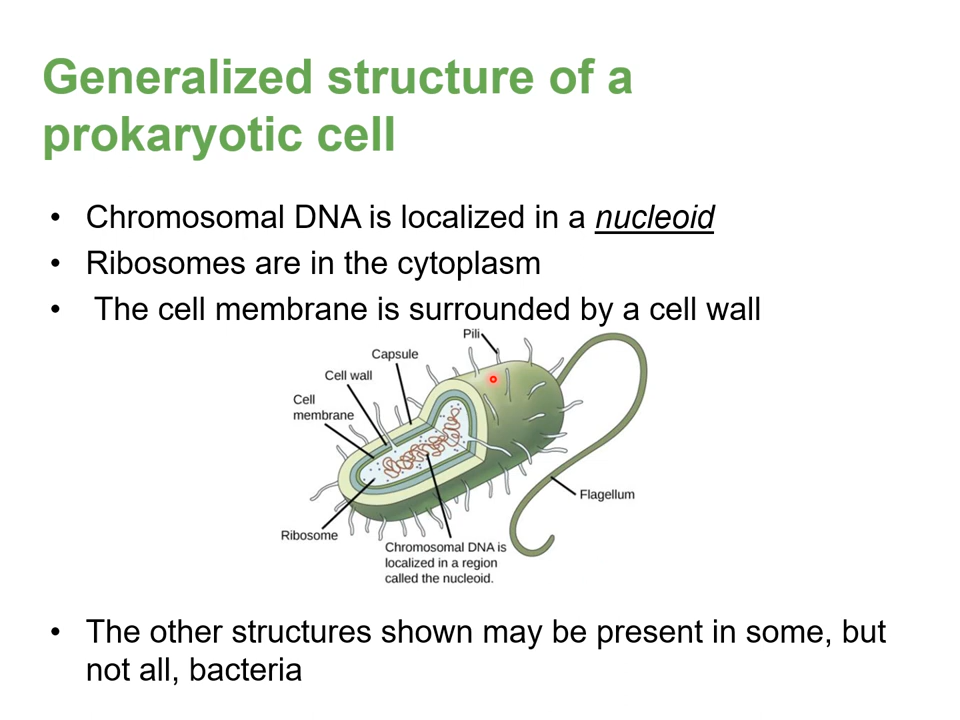 Generalized structure of a
prokaryotic cell
• Chromosomal DNA is localized in a nucleoid
• Ribosomes are in the cytoplasm
• The cell membrane is surrounded by a cell wall
Pili
Capsule
Cell wall
Cell
membrane
Flagellum
Ribosome
Chromosomal DNA is
localized in a region
called the nucleoid.
• The other structures shown may be present in some, but
not all, bacteria